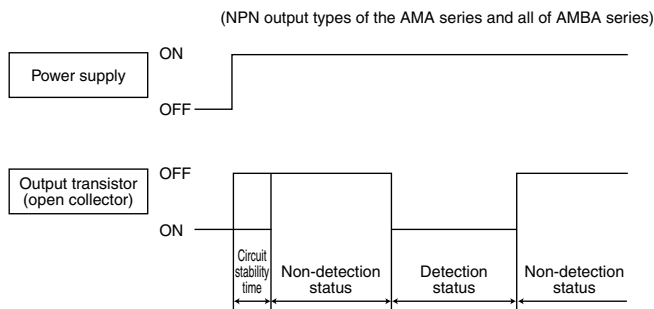 (NPN output types of the AMA series and all of AMBA series)
ON
Power supply
OFF
OFF
Output transistor
(open collector)
ON
Circuit
stability
time
Non-detection
status
Detection
status
Non-detection
status